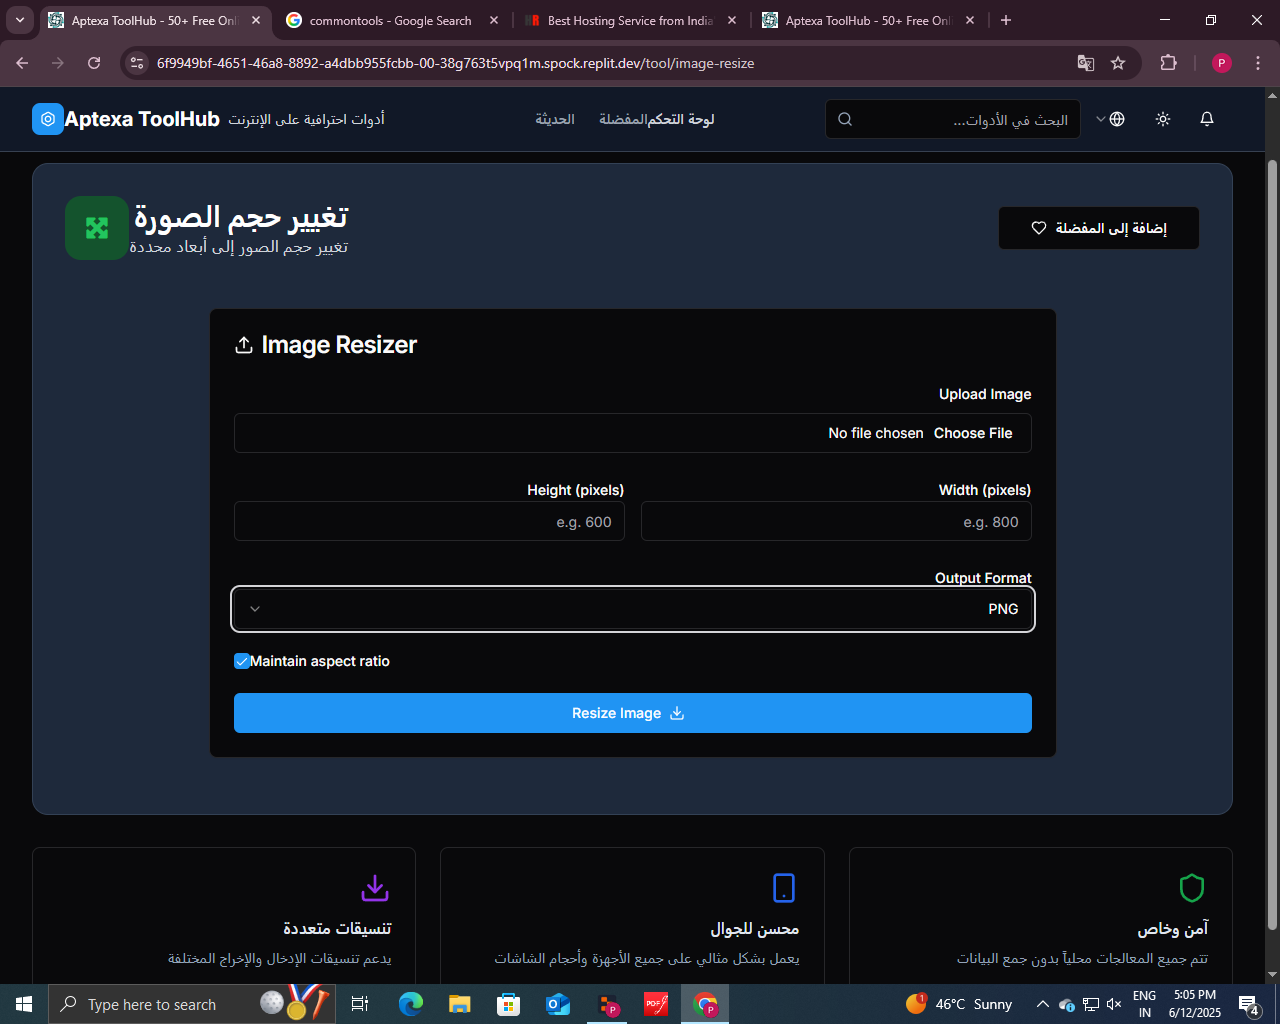 Aptexa ToolHub - 50+ Free Onl
commontools - Google Search
Best Hosting Service from India
Aptexa ToolHub - 50+ Free Onl
6f9949bf-4651-46a8-8892-a4dbb955fcbb-00-38g763t5vpq1m.spock.replit.dev/tool/image-resize
P
Aptexa ToolHub
أدوات احترافية على الإنترنت
الحديثة
المفضلة
لوحة التحكم
البحث في الأدوات...
تغيير حجم الصورة
تغيير حجم الصور إلى أبعاد محددة
إضافة إلى المفضلة
Image Resizer
Upload Image
No file chosen Choose File
Height (pixels)
Width (pixels)
e.g. 600
e.g. 800
Output Format
PNG
Maintain aspect ratio
Resize Image
آمن وخاص
تتم جميع المعالجات محلياً بدون جمع البيانات
محسن للجوال
يعمل بشكل مثالي على جميع الأجهزة وأحجام الشاشات
تنسيقات متعددة
يدعم تنسيقات الإدخال والإخراج المختلفة
Type here to search
PDF
1
46°C Sunny
ENG
IN
5:05 PM
6/12/2025
4